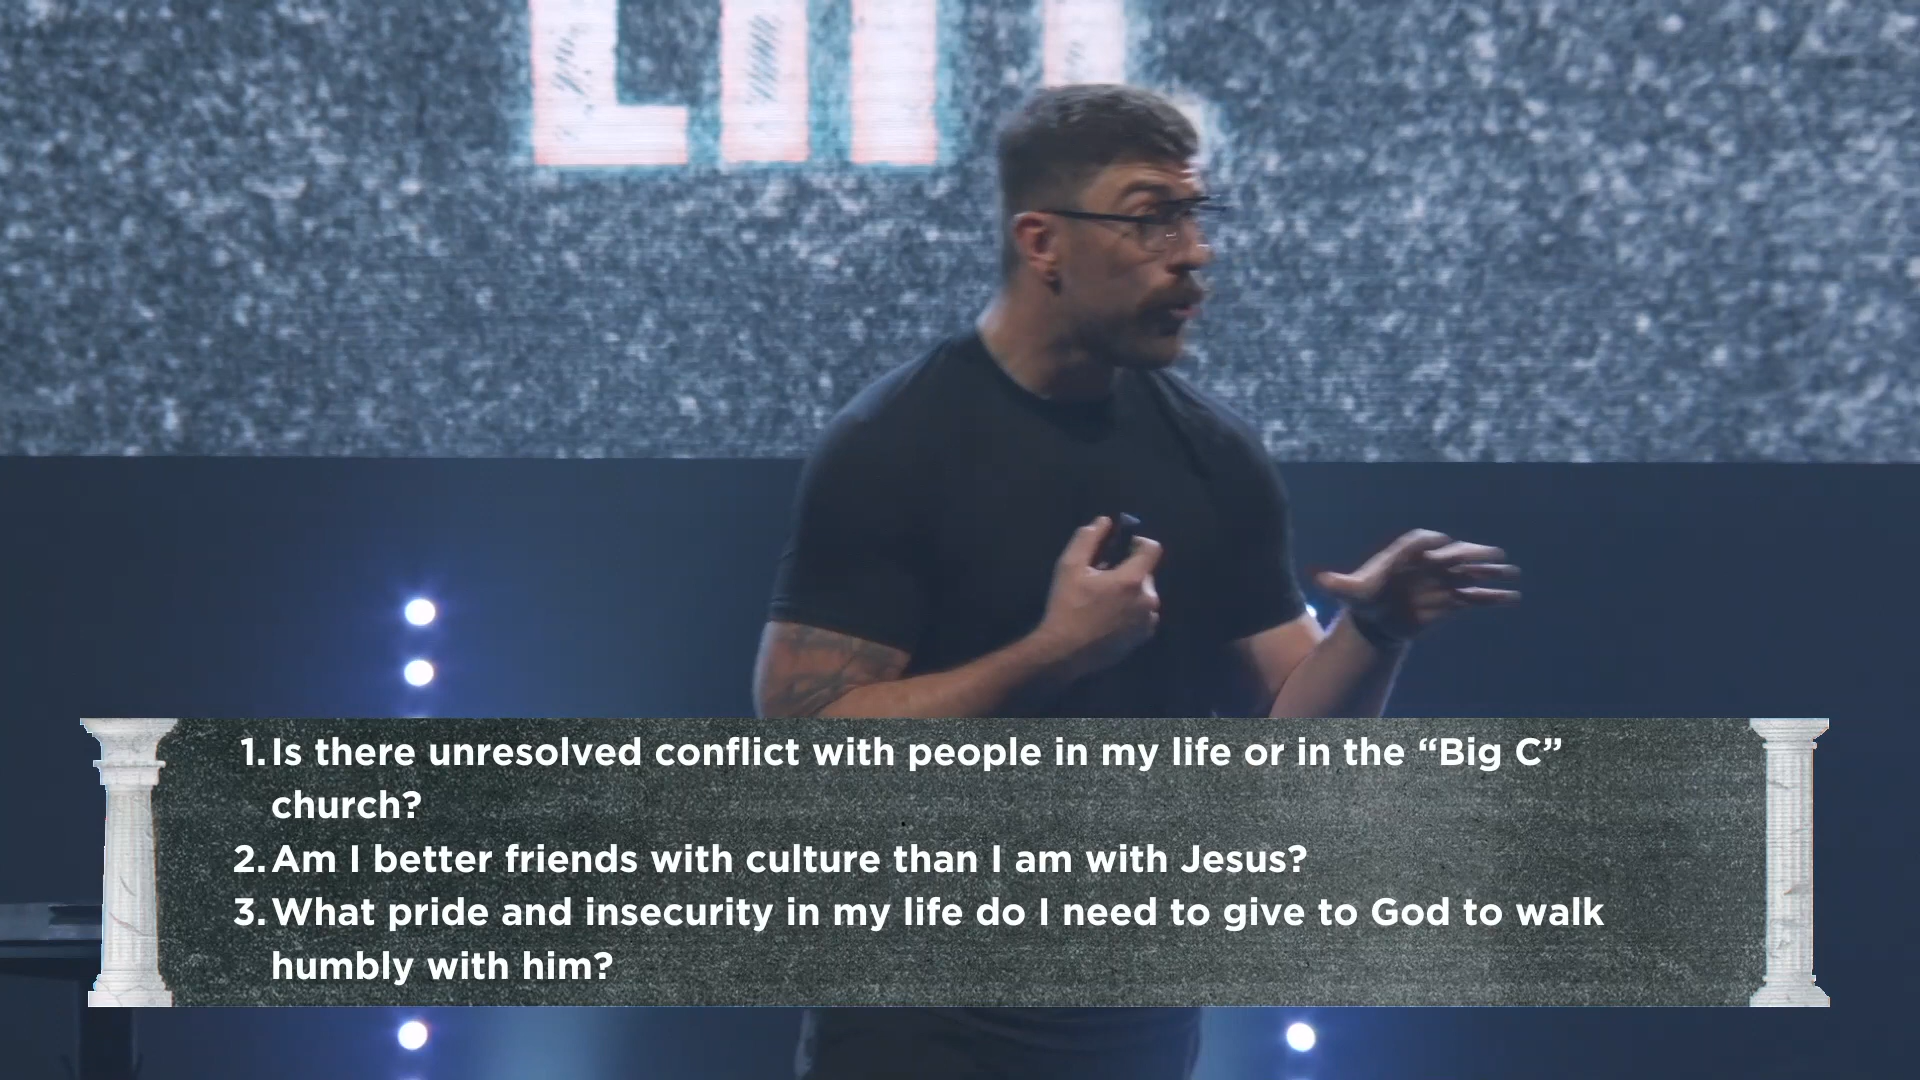 1. Is there unresolved conflict with people in my life or in the “Big C”
church?
2. Am I better friends with culture than I am with Jesus?
3. What pride and insecurity in my life do I need to give to God to walk
humbly with him?